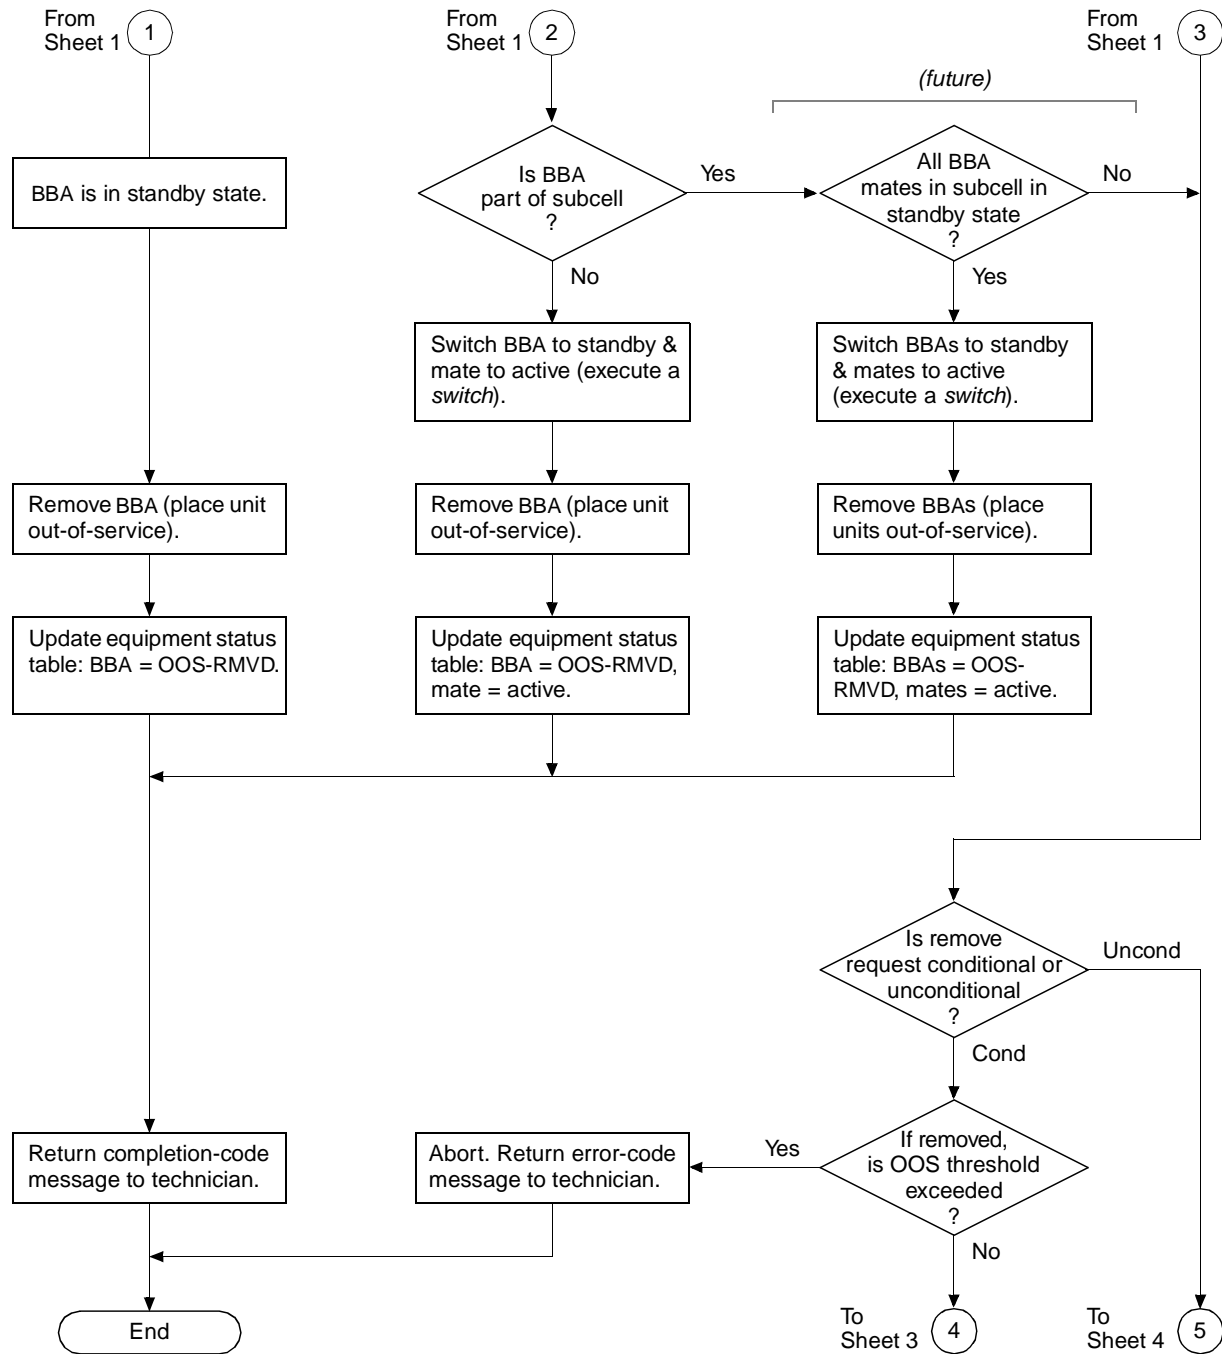 From
Sheet 1
1
From
Sheet 1
2
From
Sheet 1
3
(future)
BBA is in standby state.
Is BBA
part of subcell
?
Yes
No
All BBA
mates in subcell in
standby state
?
No
Yes
Switch BBA to standby &
mate to active (execute a
switch).
Switch BBAs to standby
& mates to active
(execute a switch).
Remove BBA (place unit
out-of-service).
Remove BBA (place unit
out-of-service).
Remove BBAs (place
units out-of-service).
Update equipment status
table: BBA = OOS-RMVD.
Update equipment status
table: BBA = OOS-RMVD,
mate = active.
Update equipment status
table: BBAs = OOS-
RMVD, mates = active.
Is remove
request conditional or
unconditional
?
Uncond
Cond
Return completion-code
message to technician.
Abort. Return error-code
message to technician.
Yes
If removed,
is OOS threshold
exceeded
?
No
End
To
Sheet 3
4
To
Sheet 4
5